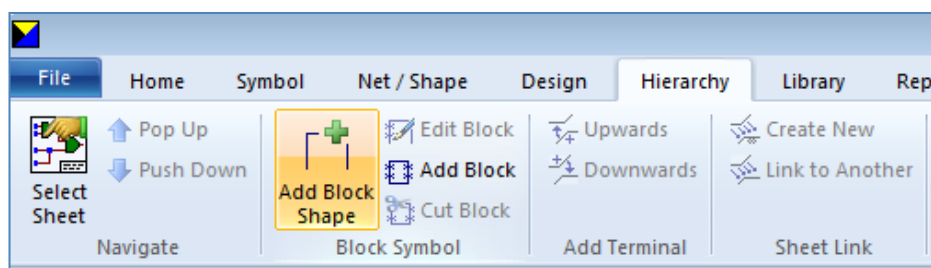 File Home Symbol Net / Shape Design Hierarchy Library Rep
Select
Sheet
Pop Up
Push Down
Navigate
Add Block
Shape
Edit Block
Add Block
Cut Block
Block Symbol
Upwards
Downwards
Add Terminal
Create New
Link to Another
Sheet Link